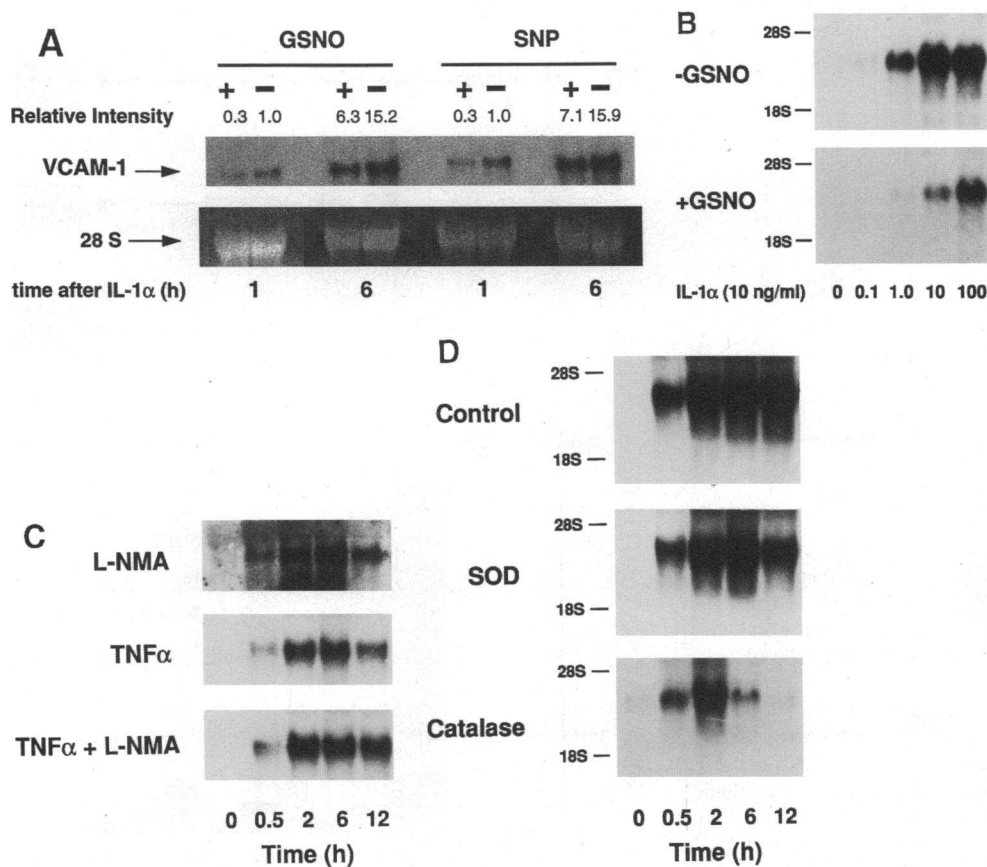 A
GSNO SNP
+ − + − + − + −
Relative Intensity 0.3 1.0 6.3 15.2 0.3 1.0 7.1 15.9
VCAM-1
28 S
time after IL-1α (h) 1 6 1 6
B
28S
-GSNO
18S
28S
+GSNO
18S
IL-1α (10 ng/ml) 0 0.1 1.0 10 100
C
L-NMA
TNFα
TNFα + L-NMA
0 0.5 2 6 12
Time (h)
D
28S
Control
18S
28S
SOD
18S
28S
Catalase
18S
0 0.5 2 6 12
Time (h)